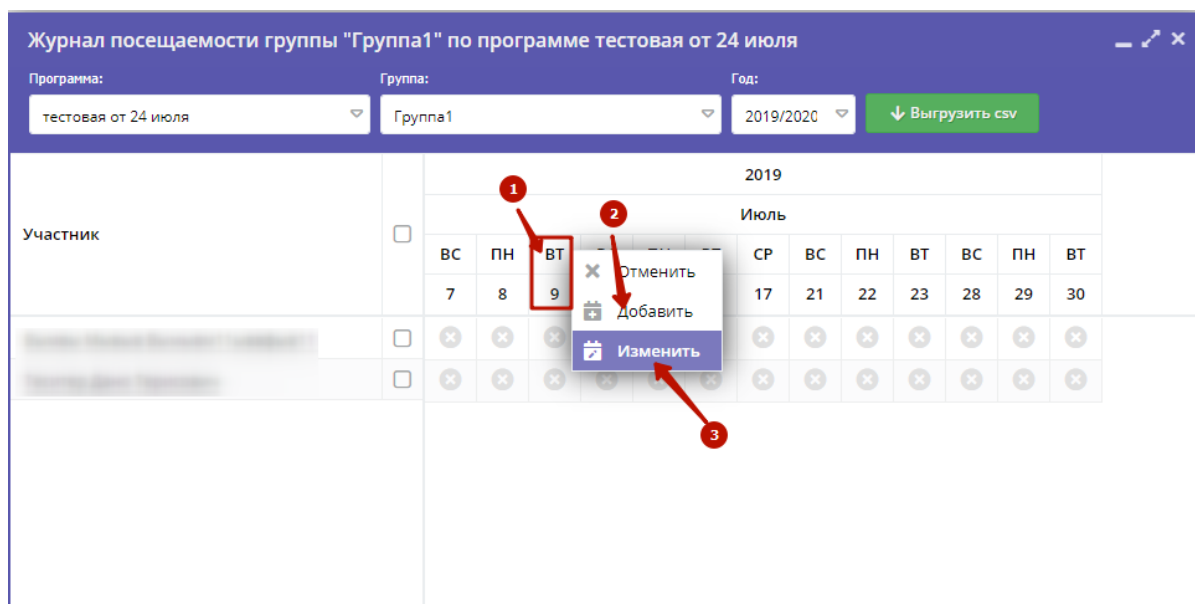 Журнал посещаемости группы "Группа1" по программе тестовая от 24 июля
Программа: Группа: Год:
тестовая от 24 июля Группа1 2019/2020 Выгрузить csv
2019
1
2 Июль
Участник
ВС ПН ВТ СР ВС ПН ВТ ВС ПН ВТ
Отменить
7 8 9 17 21 22 23 28 29 30
Добавить
Изменить
3